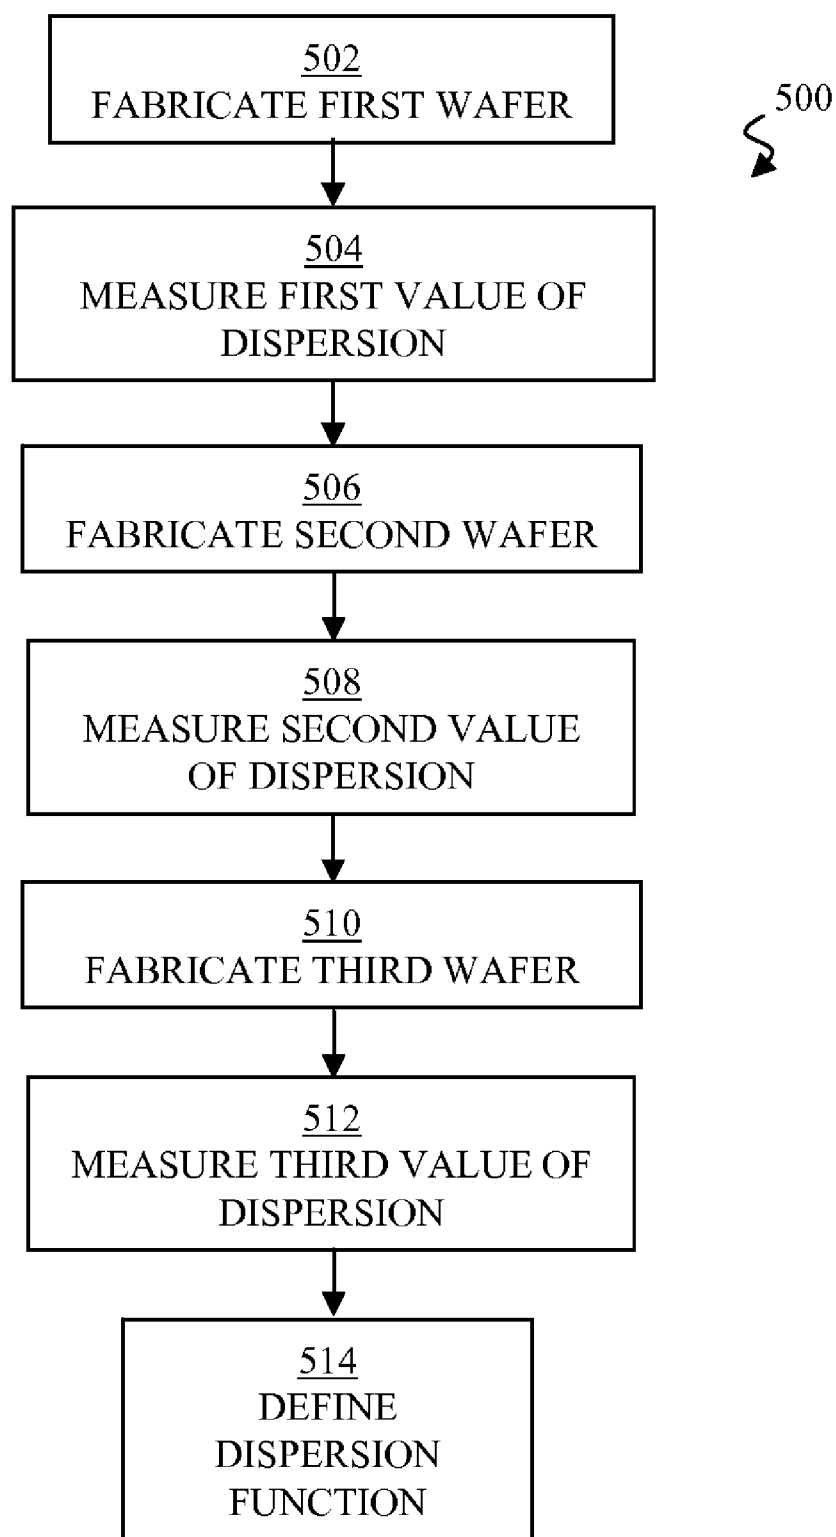 502
FABRICATE FIRST WAFER
500
504
MEASURE FIRST VALUE OF
DISPERSION
506
FABRICATE SECOND WAFER
508
MEASURE SECOND VALUE
OF DISPERSION
510
FABRICATE THIRD WAFER
512
MEASURE THIRD VALUE OF
DISPERSION
514
DEFINE
DISPERSION
FUNCTION